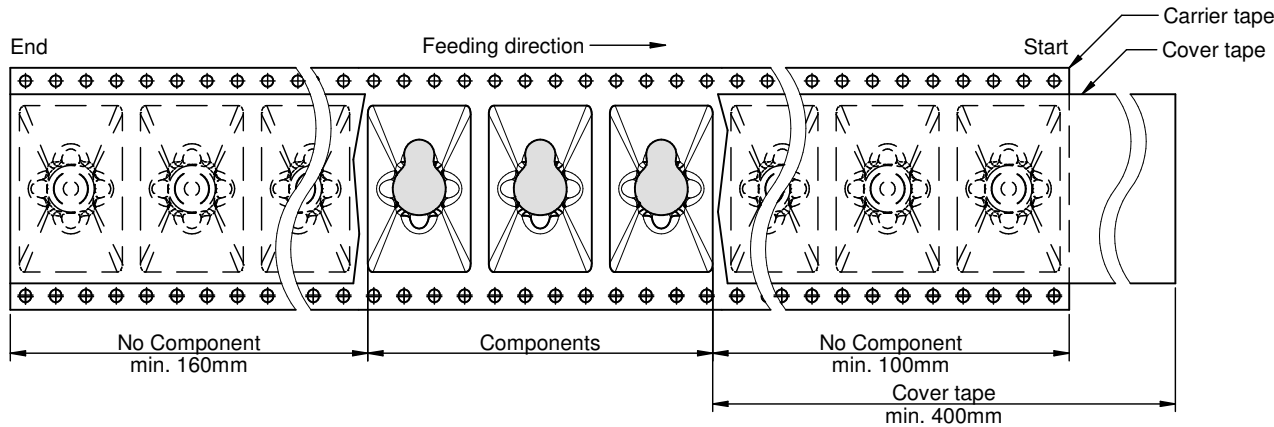 Carrier tape
End
Feeding direction
Start
Cover tape
No Component
min. 160mm
Components
No Component
min. 100mm
Cover tape
min. 400mm